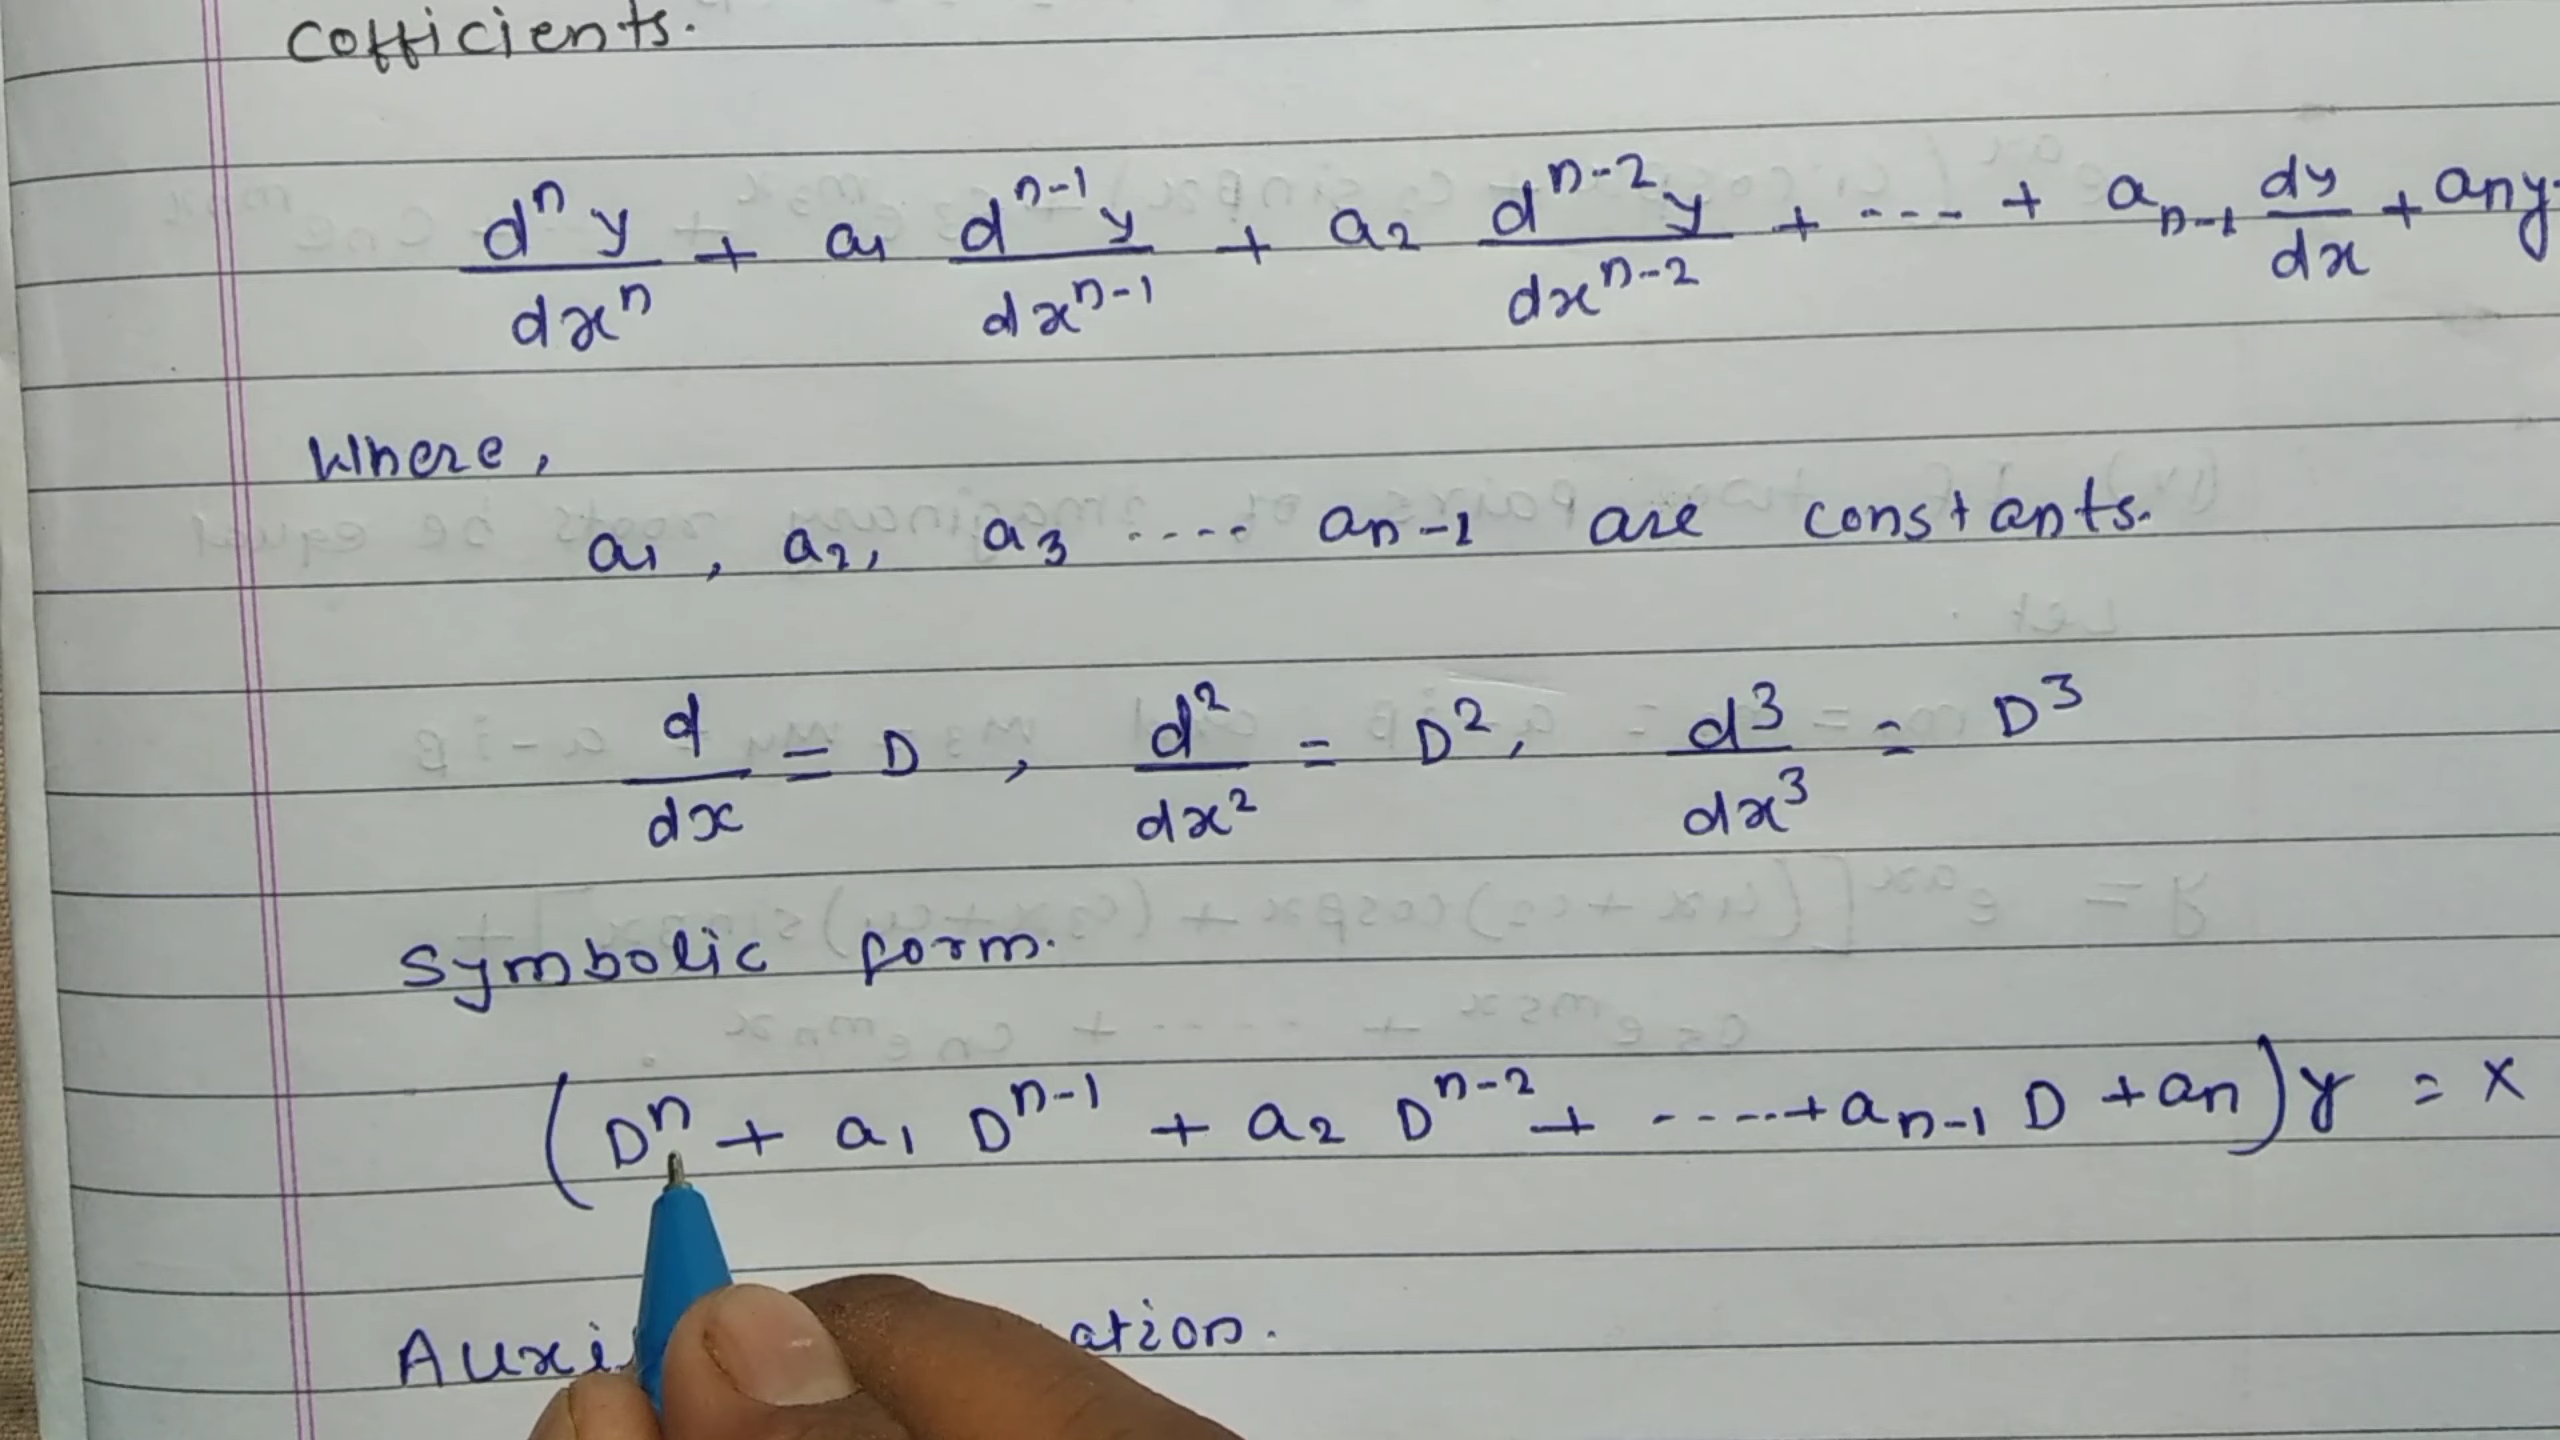 Cofficients.
dⁿy/dxⁿ + a₁ dⁿ⁻¹y/dxⁿ⁻¹ + a₂ dⁿ⁻²y/dxⁿ⁻² + ---- + aₙ₋₁ dy/dx + any
Where,
a₁, a₂, a₃ ---- an-1 are constants.
d/dx = D, d²/dx² = D², d³/dx³ = D³
Symbolic form.
(Dⁿ + a₁ Dⁿ⁻¹ + a₂ Dⁿ⁻² + ----+ aₙ₋₁ D + an) y = X
Auxi ation.